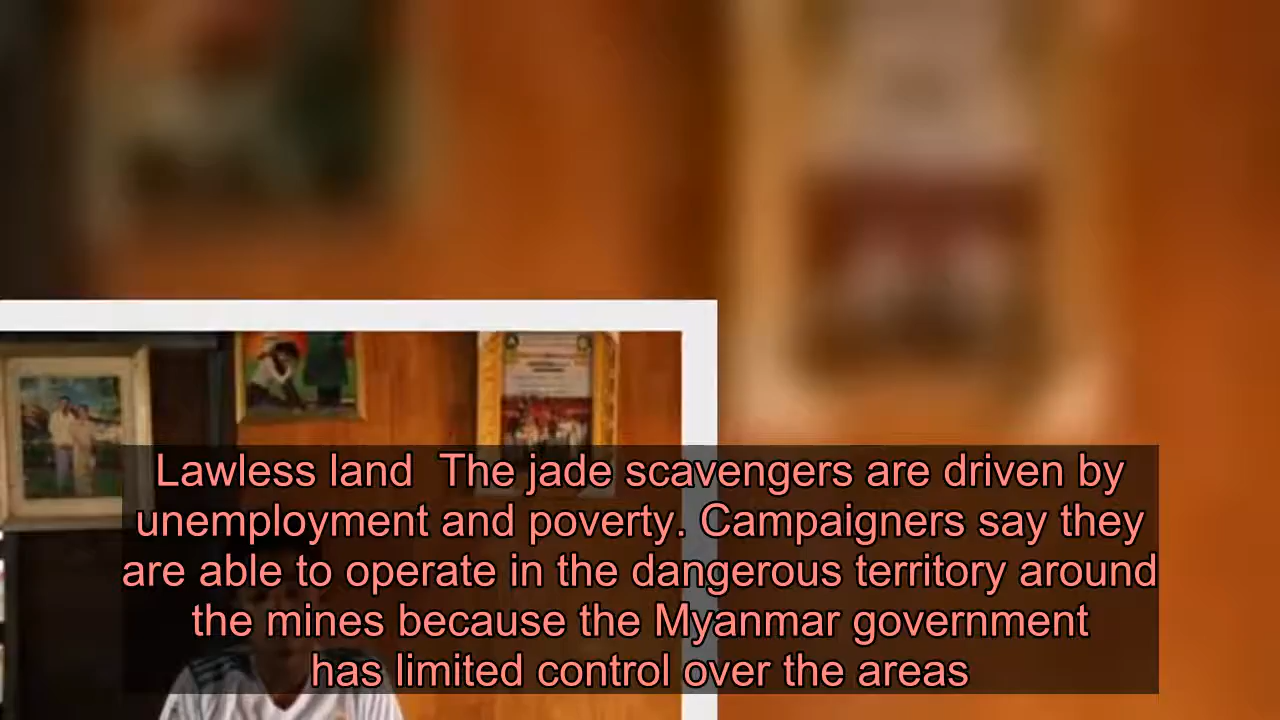 Lawless land  The jade scavengers are driven by
unemployment and poverty. Campaigners say they
are able to operate in the dangerous territory around
the mines because the Myanmar government
has limited control over the areas